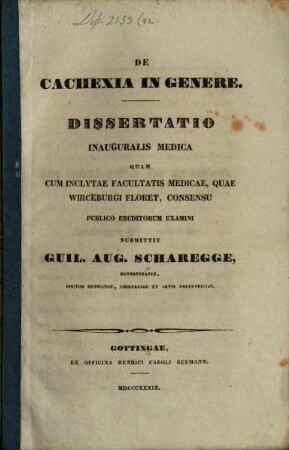 Diss. 2159 (12.
DE
CACHEXIA IN GENERE.
DISSERTATIO
INAUGURALIS MEDICA
QUAM
CUM INCLYTAE FACULTATIS MEDICAE, QUAE
WIRCEBURGI FLORET, CONSENSU
PUBLICO ERUDITORUM EXAMINI
SUBMITTIT
GUIL. AUG. SCHAREGGE,
HANNOVERANUS,
DOCTOR MEDICINAE, CHIRURGIAE ET ARTIS OBSTETRICIAE.
GOTTINGAE,
EX OFFICINA HENRICI CAROLI SEEMANN.
MDCCCXXXIX.